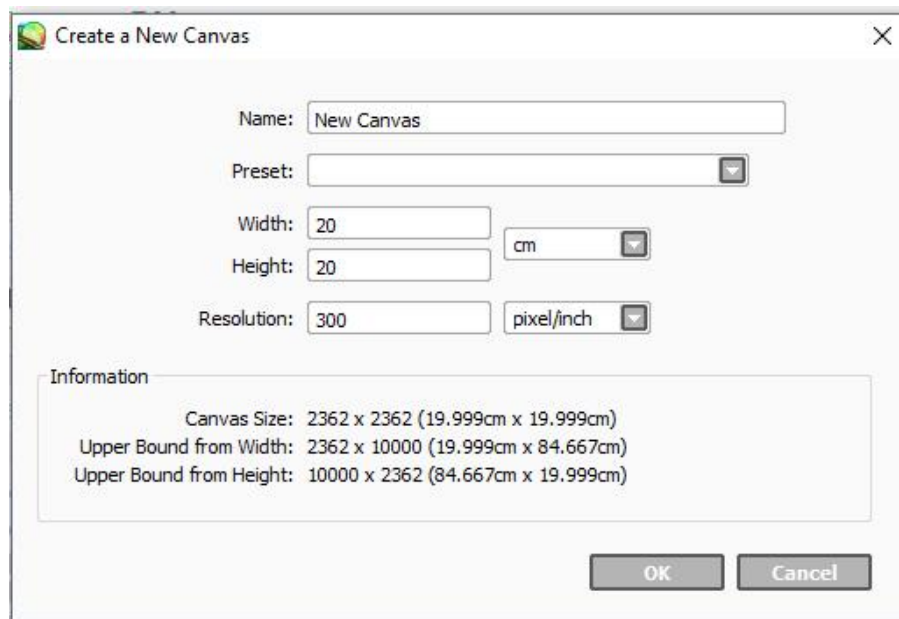 Create a New Canvas
Name: New Canvas
Preset:
Width: 20
cm
Height: 20
Resolution: 300 pixel/inch
Information
Canvas Size: 2362 x 2362 (19.999cm x 19.999cm)
Upper Bound from Width: 2362 x 10000 (19.999cm x 84.667cm)
Upper Bound from Height: 10000 x 2362 (84.667cm x 19.999cm)
OK Cancel